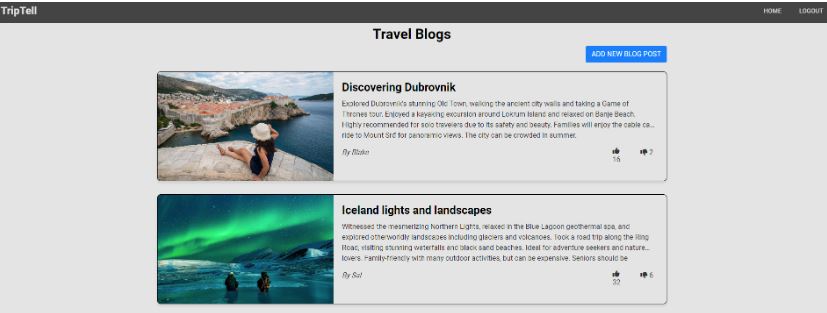 TripTell
HOME LOGOUT
Travel Blogs
ADD NEW BLOG POST
Discovering Dubrovnik
Explored Dubrovnik's stunning Old Town, walking the ancient city walls and taking a Game of
Thrones tour. Enjoyed a kayaking excursion around Lokrum Island and relaxed on Banje Beach.
Highly recommended for solo travelers due to its safety and beauty. Families will enjoy the cable ca...
ride to Mount Srđ for panoramic views. The city can be crowded in summer.
By Blake
16
2
Iceland lights and landscapes
Witnessed the mesmerizing Northern Lights, relaxed in the Blue Lagoon geothermal spa, and
explored otherworldly landscapes including glaciers and volcanoes. Took a road trip along the Ring
Road, visiting stunning waterfalls and black sand beaches. Ideal for adventure seekers and nature...
lovers. Family-friendly with many outdoor activities, but can be expensive. Seniors should be
By Sal
32
6